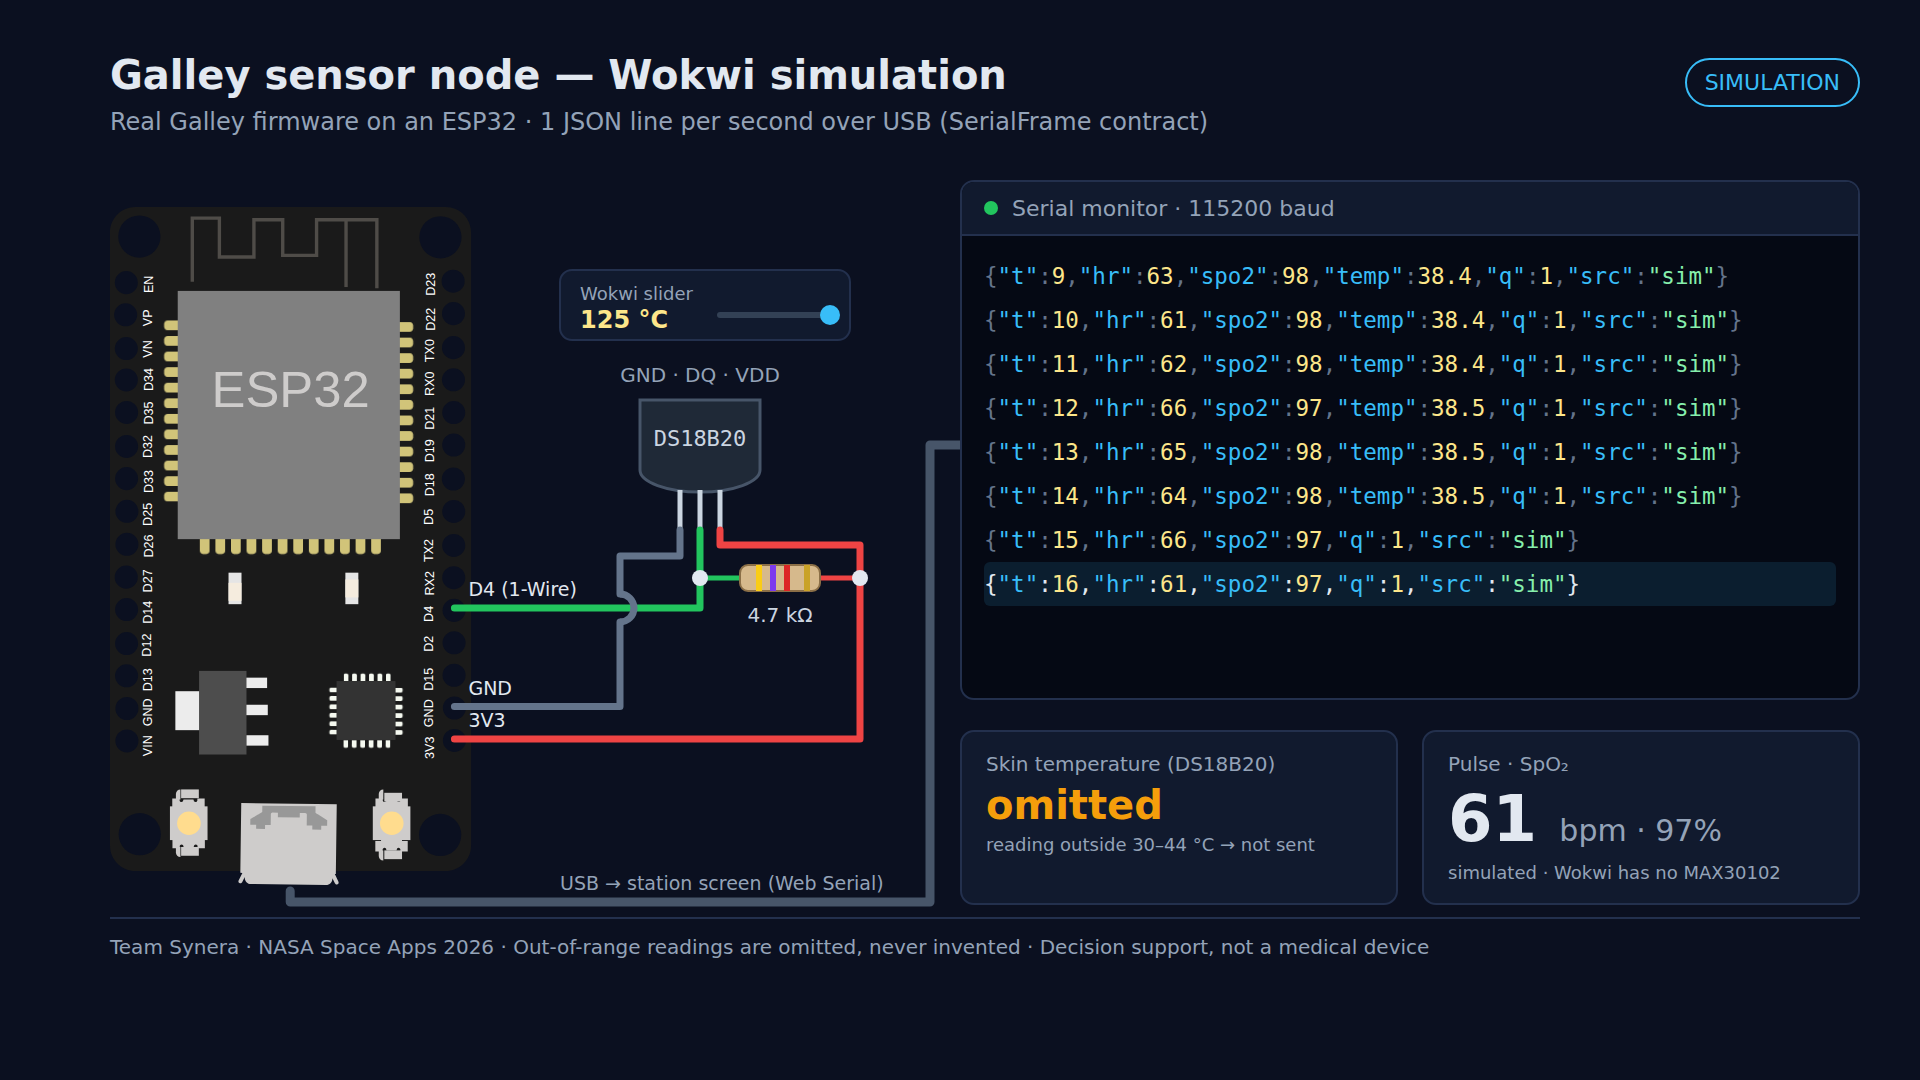 Galley sensor node — Wokwi simulation
SIMULATION
Real Galley firmware on an ESP32 · 1 JSON line per second over USB (SerialFrame contract)
EN
VP
VN
D34
D35
D32
D33
D25
D26
D27
D14
D12
D13
GND
VIN
ESP32
D23
D22
TX0
RX0
D21
D19
D18
D5
TX2
RX2
D4
D2
D15
GND
3V3
Wokwi slider
125 °C
GND · DQ · VDD
DS18B20
D4 (1-Wire)
4.7 kΩ
GND
3V3
USB → station screen (Web Serial)
Serial monitor · 115200 baud
{"t":9,"hr":63,"spo2":98,"temp":38.4,"q":1,"src":"sim"}
{"t":10,"hr":61,"spo2":98,"temp":38.4,"q":1,"src":"sim"}
{"t":11,"hr":62,"spo2":98,"temp":38.4,"q":1,"src":"sim"}
{"t":12,"hr":66,"spo2":97,"temp":38.5,"q":1,"src":"sim"}
{"t":13,"hr":65,"spo2":98,"temp":38.5,"q":1,"src":"sim"}
{"t":14,"hr":64,"spo2":98,"temp":38.5,"q":1,"src":"sim"}
{"t":15,"hr":66,"spo2":97,"q":1,"src":"sim"}
{"t":16,"hr":61,"spo2":97,"q":1,"src":"sim"}
Skin temperature (DS18B20)
omitted
reading outside 30–44 °C → not sent
Pulse · SpO₂
61 bpm · 97%
simulated · Wokwi has no MAX30102
Team Synera · NASA Space Apps 2026 · Out-of-range readings are omitted, never invented · Decision support, not a medical device